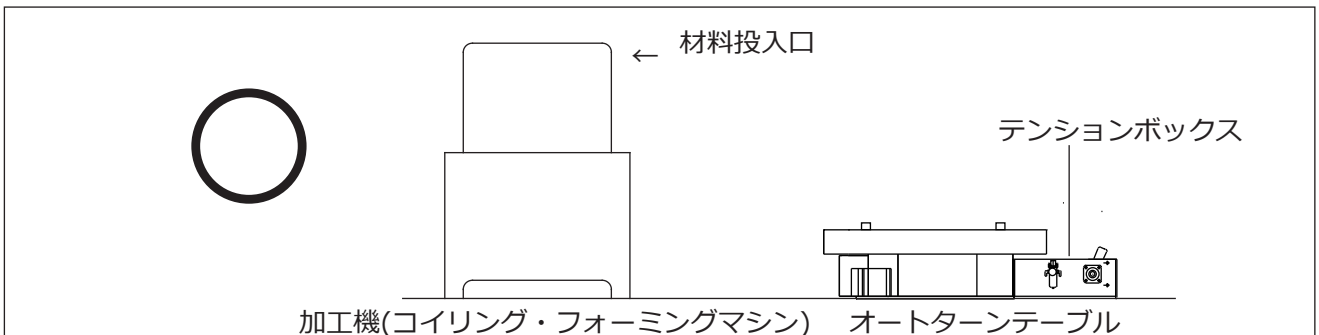 ← 材料投入口
テンションボックス
加工機(コイリング・フォーミングマシン)
オートターンテーブル